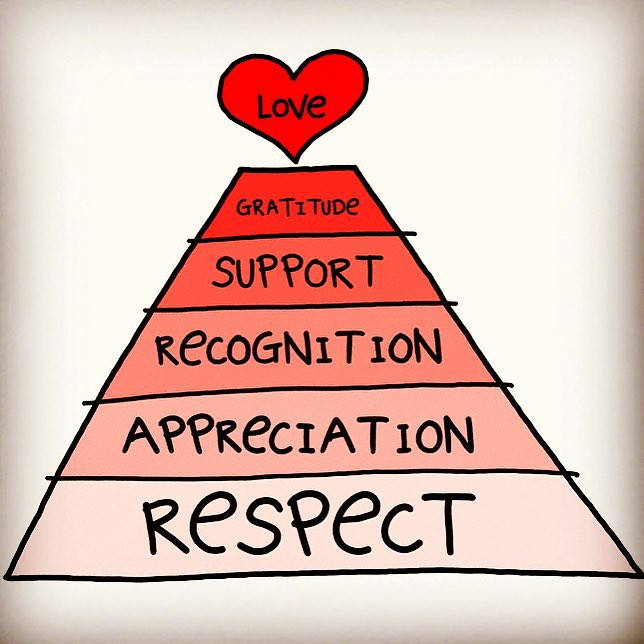 LOVe
GRATITUDe
SUPPORT
ReCOGNITION
APPReCIATION
ReSPeCT